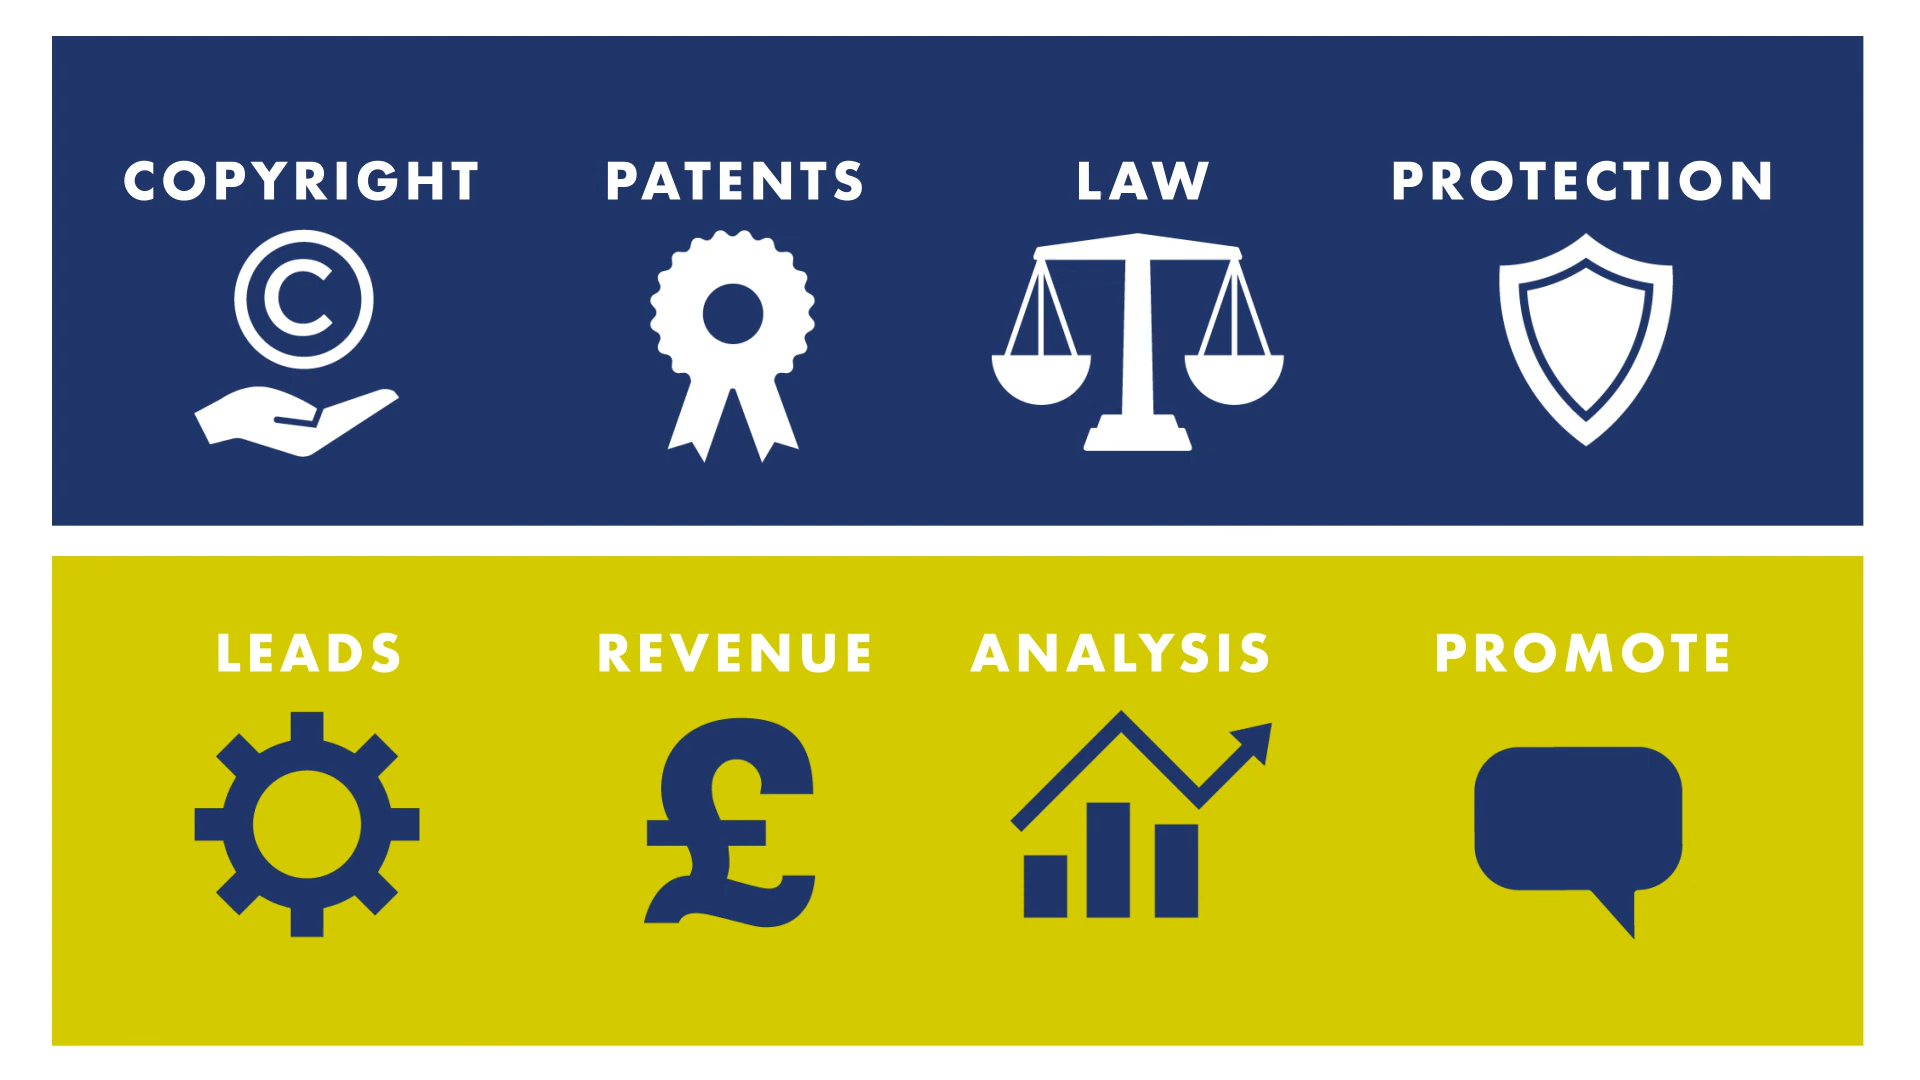 COPYRIGHT PATENTS LAW PROTECTION
©
LEADS REVENUE ANALYSIS PROMOTE
£